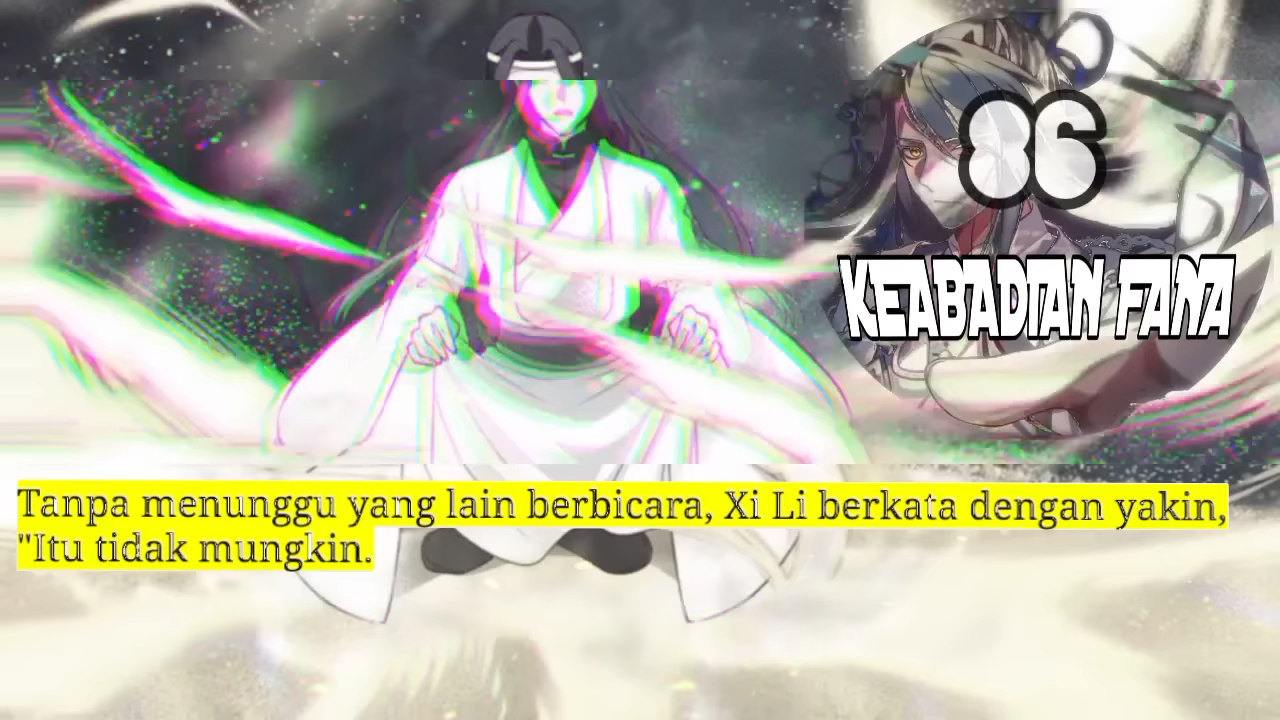 86
KEABADIAN FANA
Tanpa menunggu yang lain berbicara, Xi Li berkata dengan yakin,
"Itu tidak mungkin.